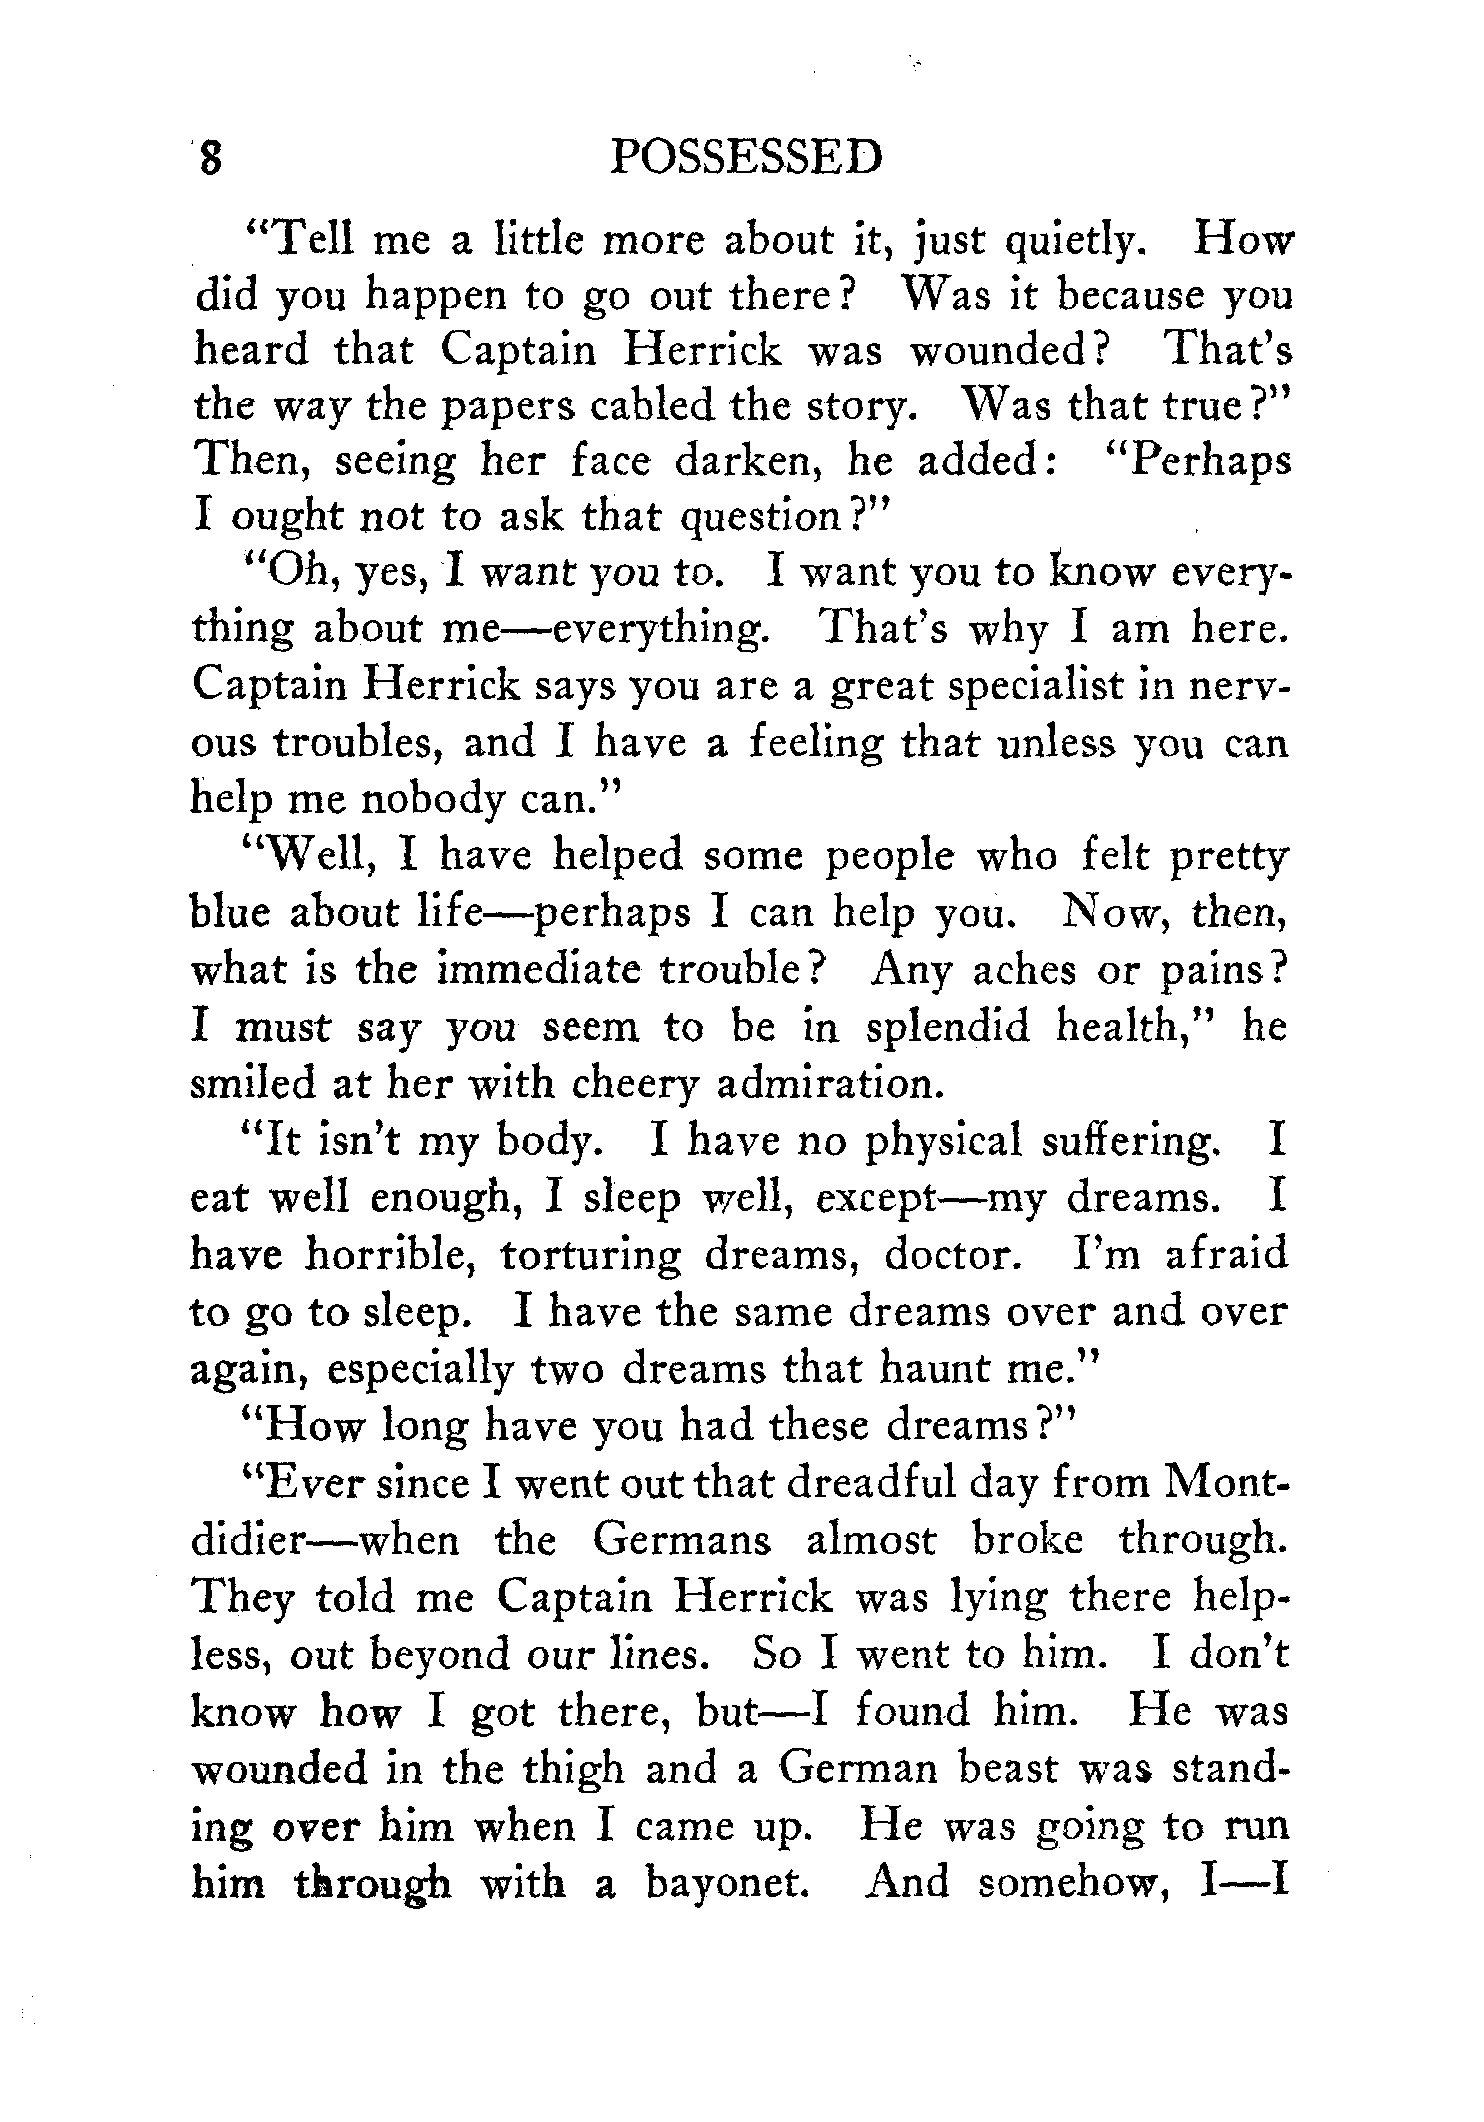 8 POSSESSED
“Tell me a little more about it, just quietly. How
did you happen to go out there? Was it because you
heard that Captain Herrick was wounded? That's
the way the papers cabled the story. Was that true?”
Then, seeing her face darken, he added: “Perhaps
I ought not to ask that question?”
“Oh, yes, I want you to. I want you to know every-
thing about me—everything. That's why I am here.
Captain Herrick says you are a great specialist in nerv-
ous troubles, and I have a feeling that unless you can
help me nobody can.”
“Well, I have helped some people who felt pretty
blue about life—perhaps I can help you. Now, then,
what is the immediate trouble? Any aches or pains?
I must say you seem to be in splendid health,” he
smiled at her with cheery admiration.
“It isn't my body. I have no physical suffering. I
eat well enough, I sleep well, except—my dreams. I
have horrible, torturing dreams, doctor. I'm afraid
to go to sleep. I have the same dreams over and over
again, especially two dreams that haunt me.”
“How long have you had these dreams?”
“Ever since I went out that dreadful day from Mont-
didier—when the Germans almost broke through.
They told me Captain Herrick was lying there help-
less, out beyond our lines. So I went to him. I don't
know how I got there, but—I found him. He was
wounded in the thigh and a German beast was stand-
ing over him when I came up. He was going to run
him through with a bayonet. And somehow, I—I